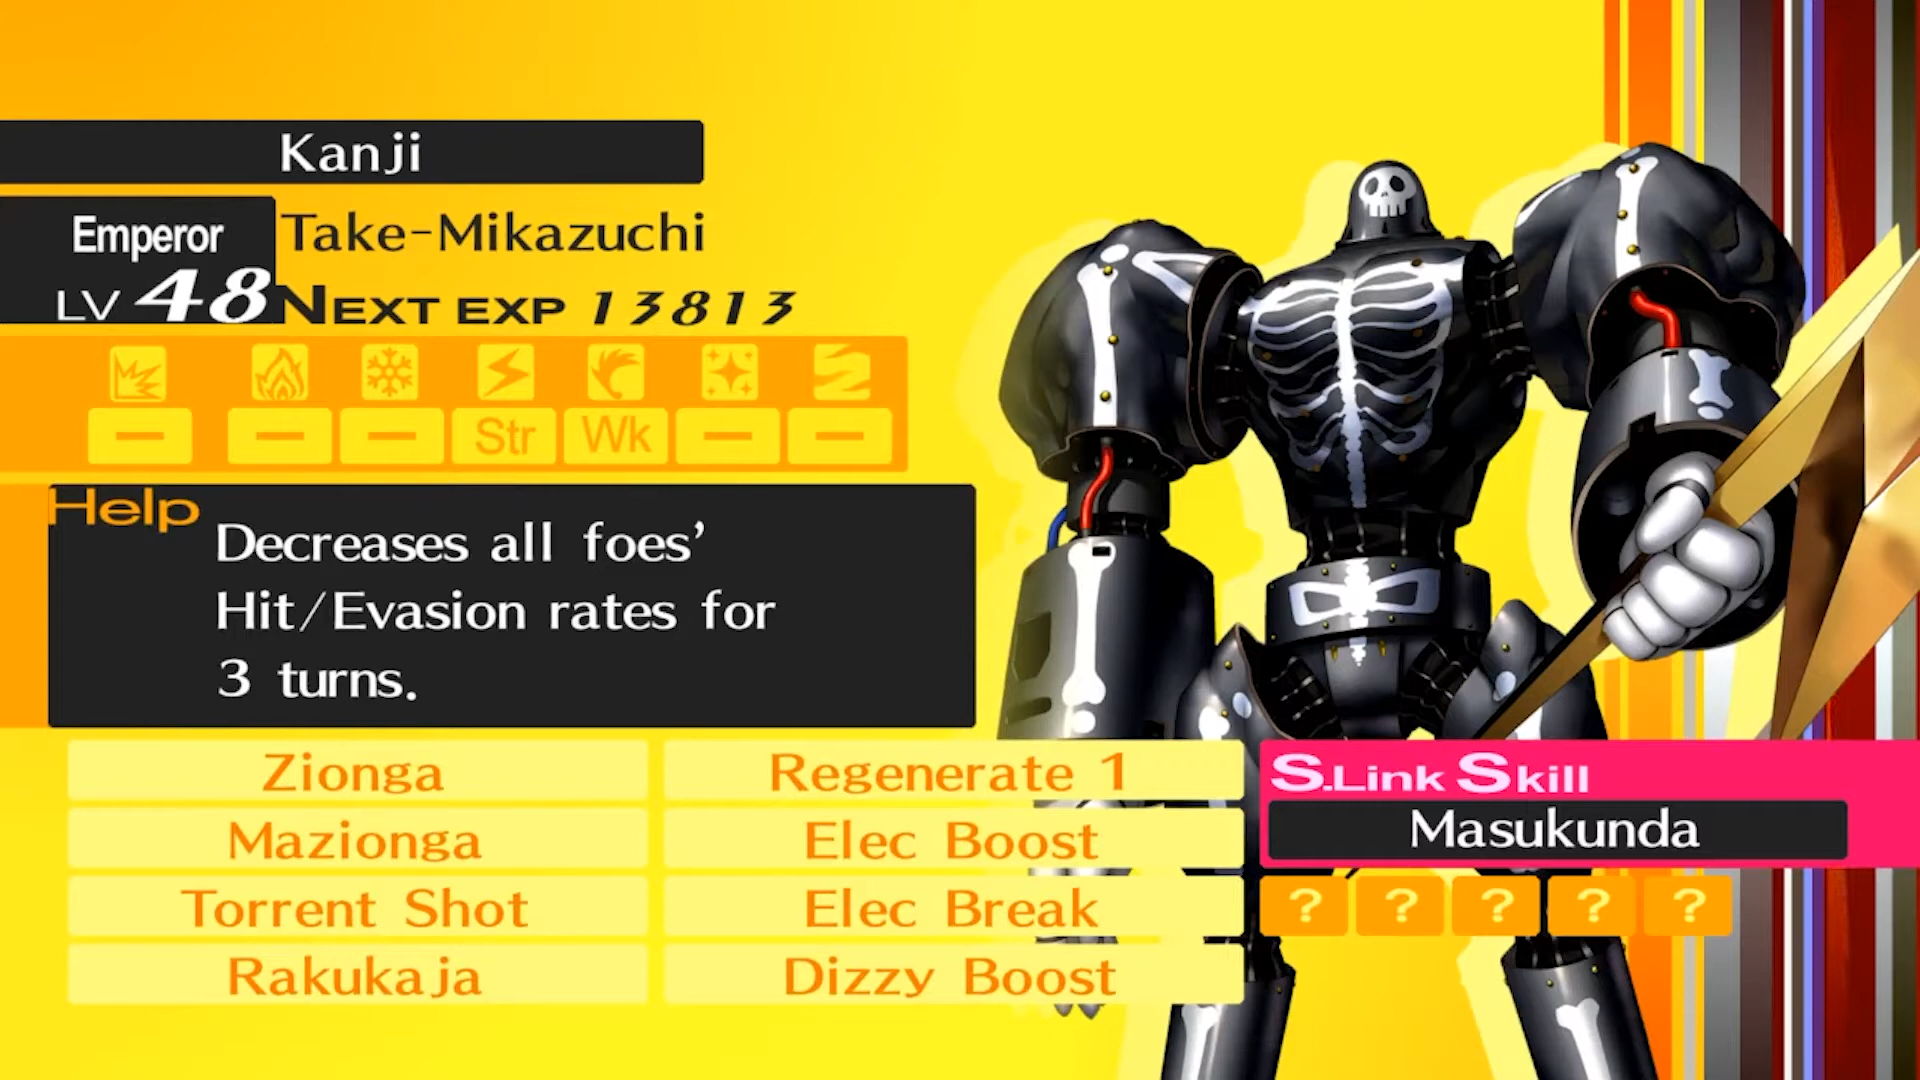 Kanji
Emperor
Take-Mikazuchi
LV 48
NEXT EXP 13813
— — — Str Wk — —
Help
Decreases all foes’
Hit/Evasion rates for
3 turns.
Zionga
Regenerate 1
Mazionga
Elec Boost
Torrent Shot
Elec Break
Rakukaja
Dizzy Boost
S.Link Skill
Masukunda
? ? ? ? ?